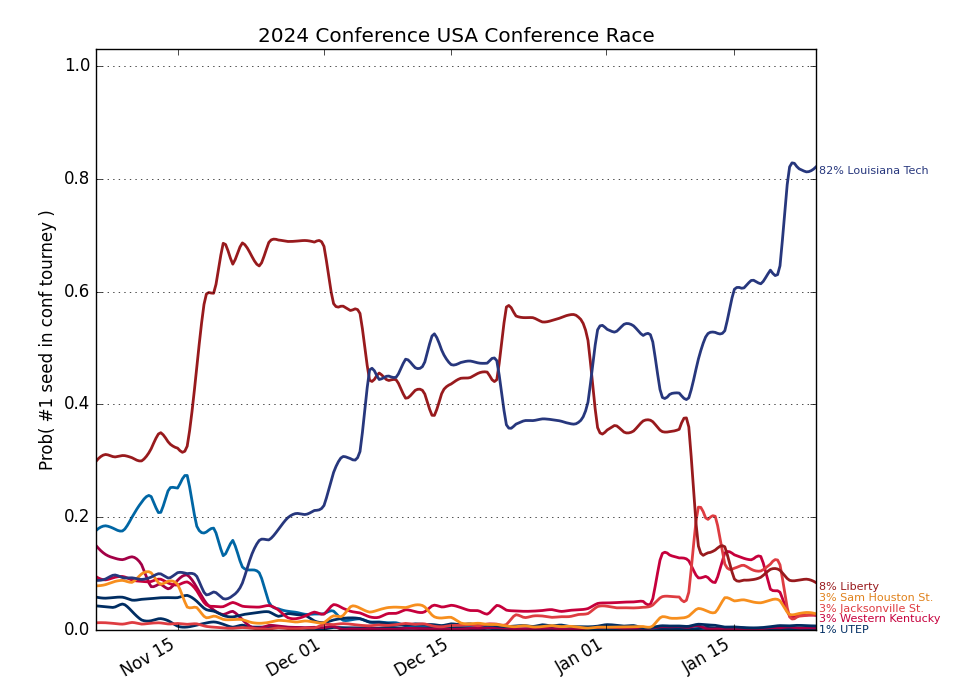 2024 Conference USA Conference Race
Prob( #1 seed in conf tourney )
1.0
0.8
0.6
0.4
0.2
0.0
82% Louisiana Tech
8% Liberty
3% Sam Houston St.
3% Jacksonville St.
3% Western Kentucky
1% UTEP
Nov 15
Dec 01
Dec 15
Jan 01
Jan 15